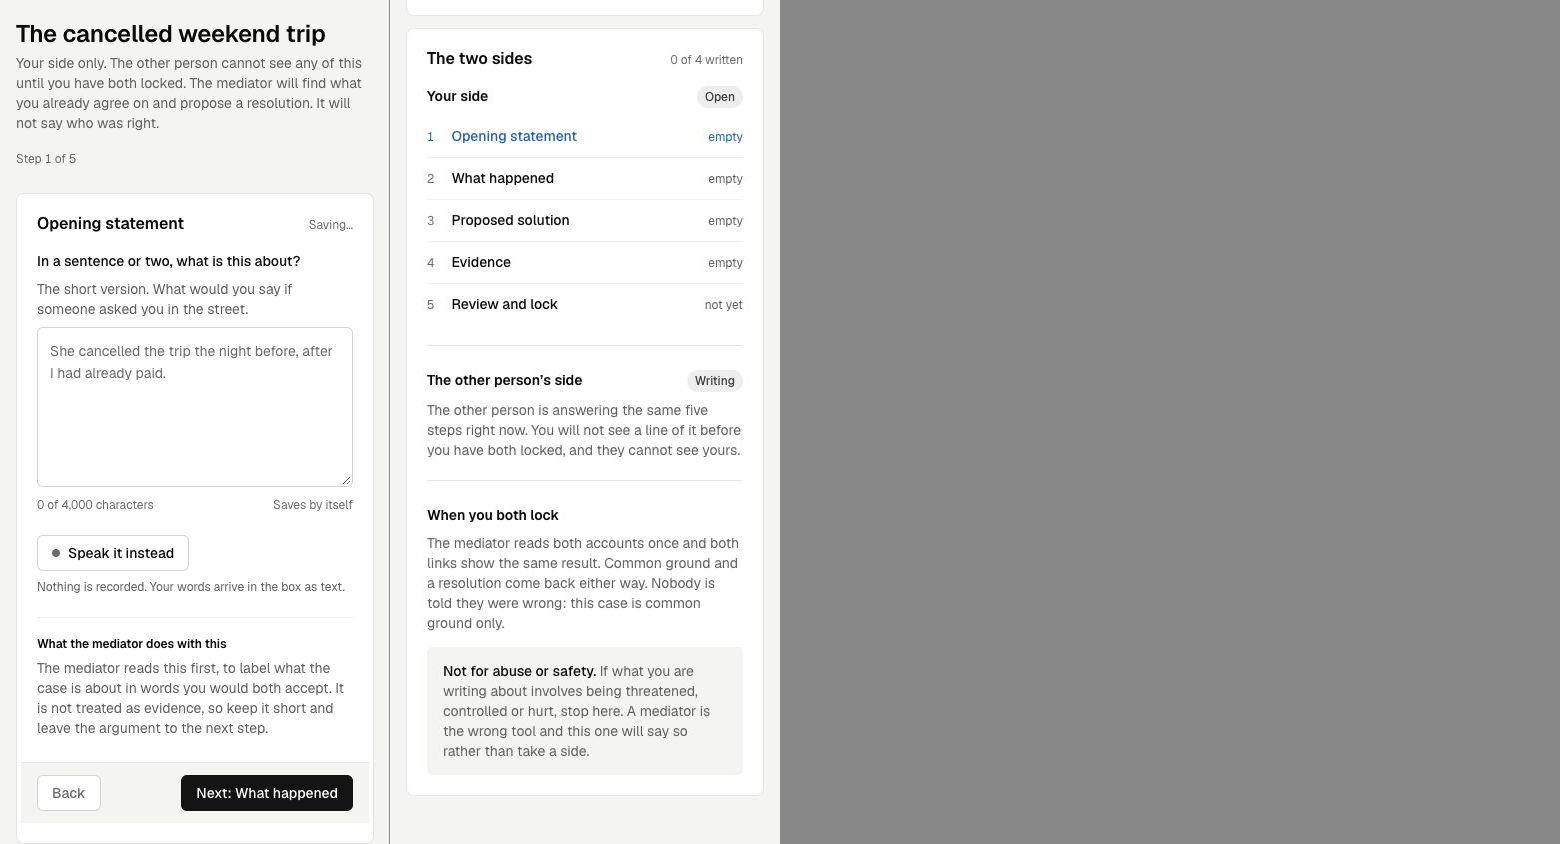 The cancelled weekend trip
Your side only. The other person cannot see any of this
until you have both locked. The mediator will find what
you already agree on and propose a resolution. It will
not say who was right.
Step 1 of 5
Opening statement
Saving…
In a sentence or two, what is this about?
The short version. What would you say if
someone asked you in the street.
She cancelled the trip the night before, after
I had already paid.
0 of 4,000 characters
Saves by itself
Speak it instead
Nothing is recorded. Your words arrive in the box as text.
What the mediator does with this
The mediator reads this first, to label what the
case is about in words you would both accept. It
is not treated as evidence, so keep it short and
leave the argument to the next step.
Back
Next: What happened
The two sides
0 of 4 written
Your side
Open
1 Opening statement empty
2 What happened empty
3 Proposed solution empty
4 Evidence empty
5 Review and lock not yet
The other person's side
Writing
The other person is answering the same five
steps right now. You will not see a line of it before
you have both locked, and they cannot see yours.
When you both lock
The mediator reads both accounts once and both
links show the same result. Common ground and
a resolution come back either way. Nobody is
told they were wrong: this case is common
ground only.
Not for abuse or safety. If what you are
writing about involves being threatened,
controlled or hurt, stop here. A mediator is
the wrong tool and this one will say so
rather than take a side.